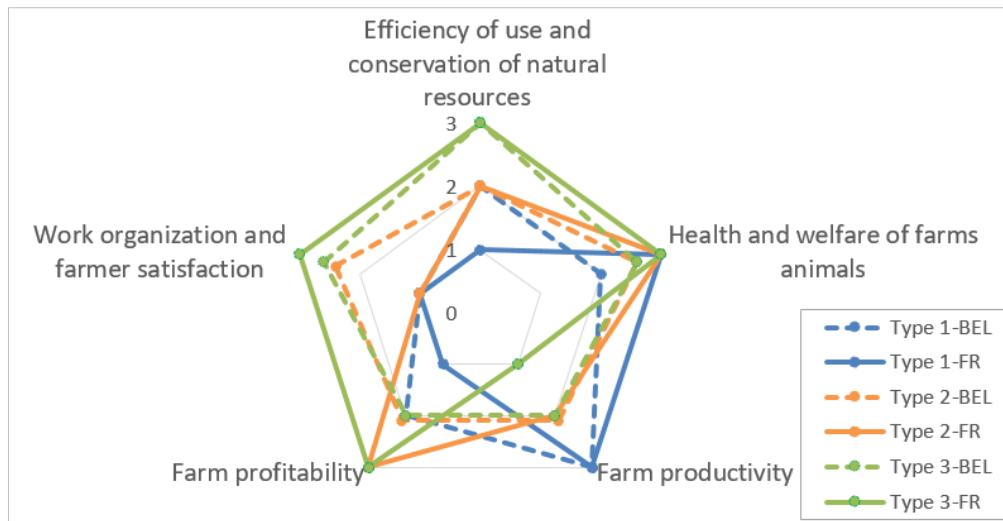 Efficiency of use and
conservation of natural
resources
3
2
1
0
Work organization and
farmer satisfaction
Health and welfare of farms
animals
Farm profitability
Farm productivity
Type 1-BEL
Type 1-FR
Type 2-BEL
Type 2-FR
Type 3-BEL
Type 3-FR